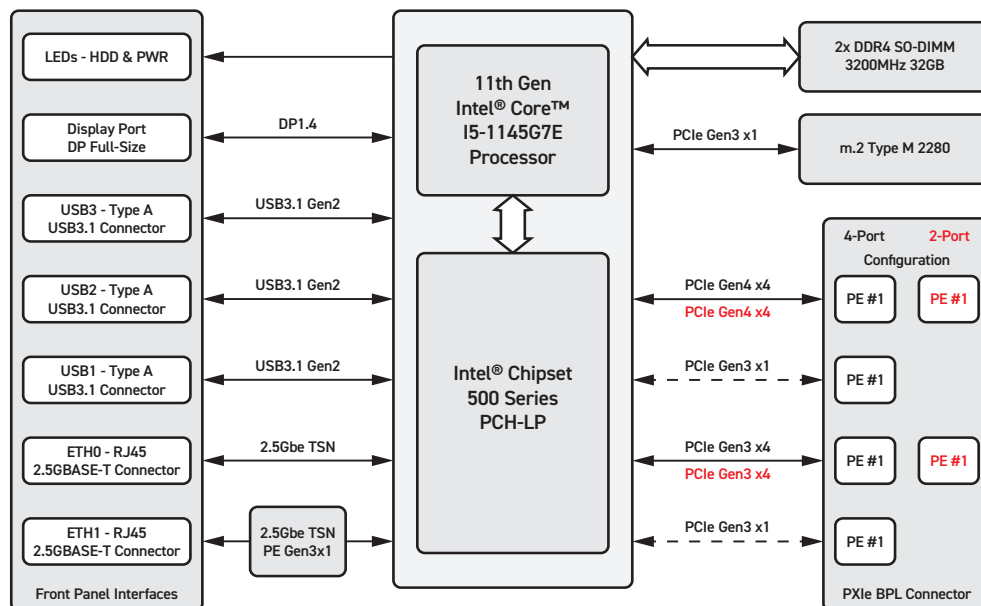 LEDs - HDD & PWR
Display Port
DP Full-Size
USB3 - Type A
USB3.1 Connector
USB2 - Type A
USB3.1 Connector
USB1 - Type A
USB3.1 Connector
ETH0 - RJ45
2.5GBASE-T Connector
ETH1 - RJ45
2.5GBASE-T Connector
Front Panel Interfaces
DP1.4
USB3.1 Gen2
USB3.1 Gen2
USB3.1 Gen2
2.5Gbe TSN
2.5Gbe TSN
PE Gen3x1
11th Gen
Intel® Core™
I5-1145G7E
Processor
Intel® Chipset
500 Series
PCH-LP
PCIe Gen3 x1
PCIe Gen4 x4
PCIe Gen4 x4
PCIe Gen3 x1
PCIe Gen3 x4
PCIe Gen3 x4
PCIe Gen3 x1
2x DDR4 SO-DIMM
3200MHz 32GB
m.2 Type M 2280
4-Port 2-Port
Configuration
PE #1 PE #1
PE #1
PE #1 PE #1
PE #1
PXIe BPL Connector